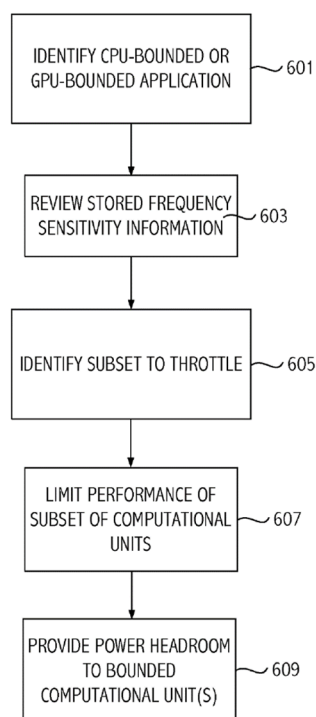 IDENTIFY CPU-BOUNDED OR
GPU-BOUNDED APPLICATION
601
REVIEW STORED FREQUENCY
SENSITIVITY INFORMATION
603
IDENTIFY SUBSET TO THROTTLE
605
LIMIT PERFORMANCE OF
SUBSET OF COMPUTATIONAL
UNITS
607
PROVIDE POWER HEADROOM
TO BOUNDED
COMPUTATIONAL UNIT(S)
609